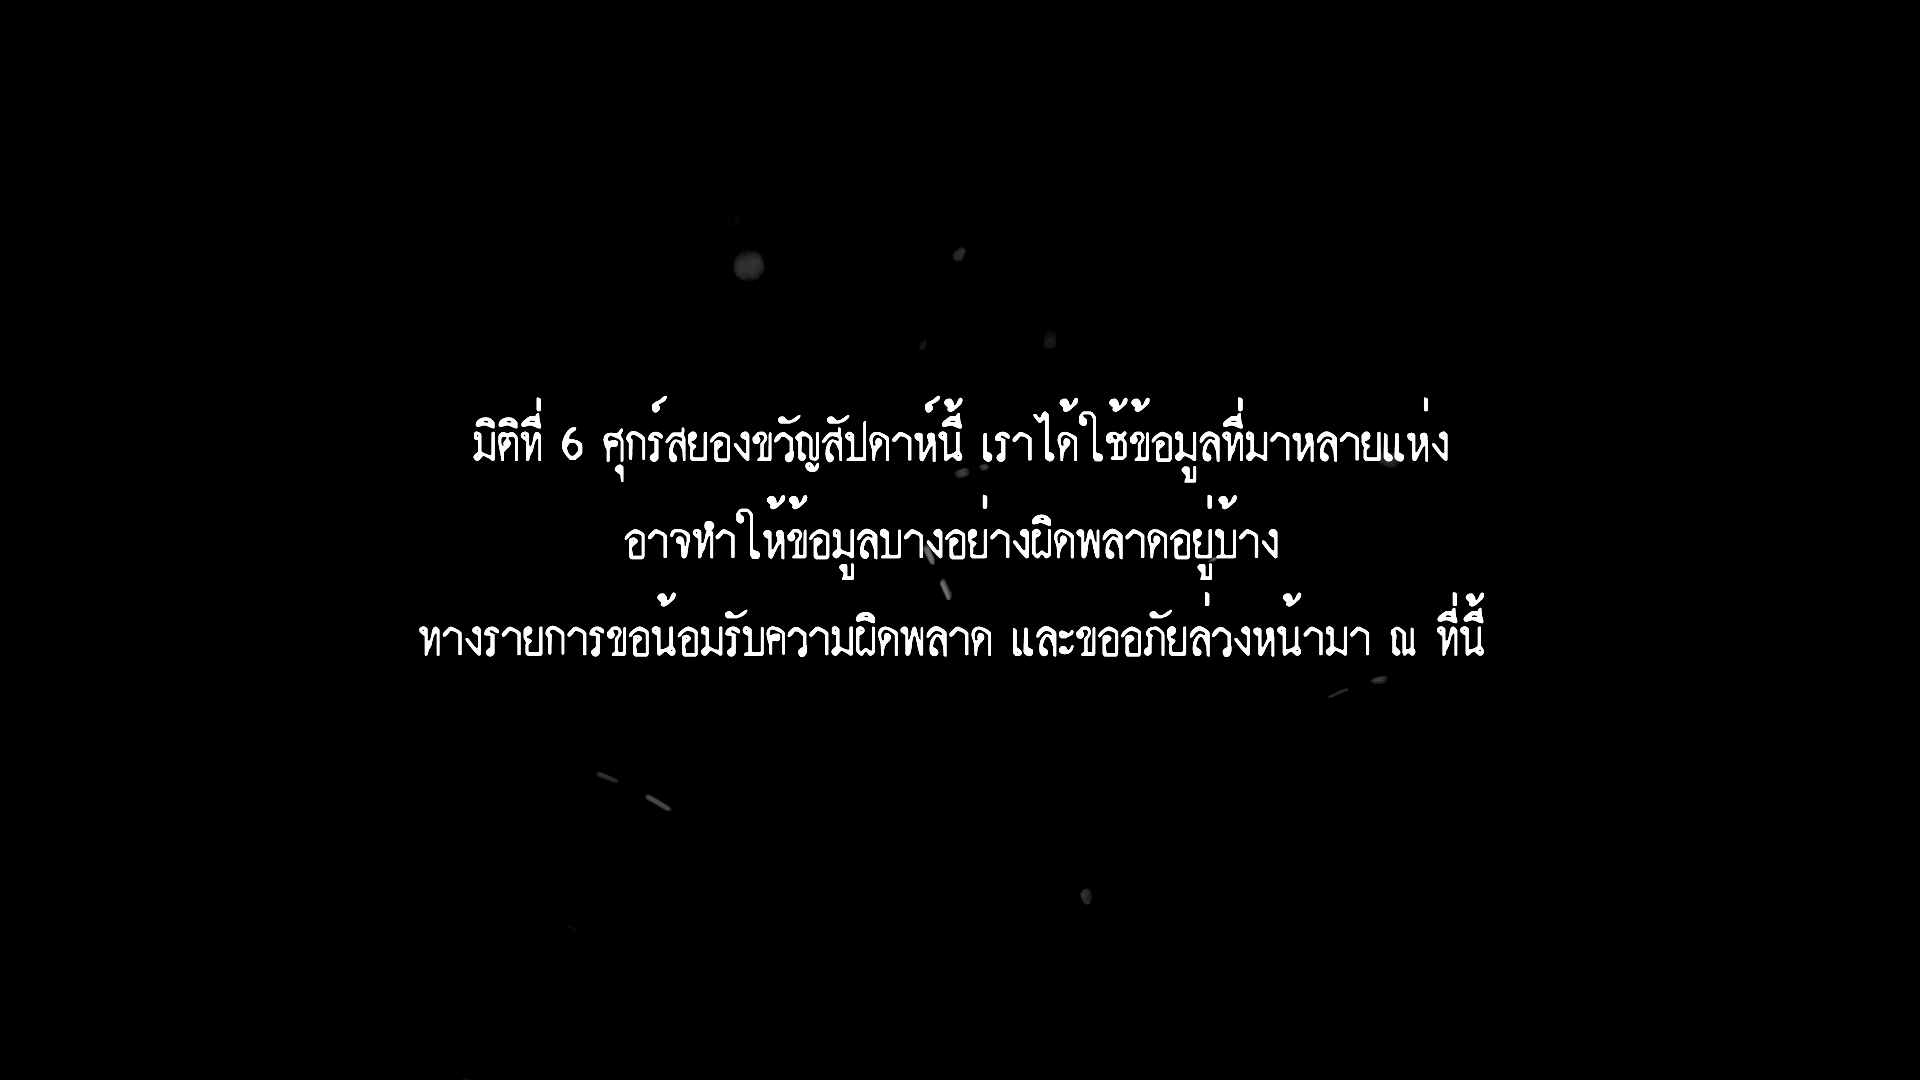 มิติที่ 6 ศุกร์สยองขวัญสัปดาห์นี้ เราได้ใช้ข้อมูลที่มาหลายแห่ง
อาจทำให้ข้อมูลบางอย่างผิดพลาดอยู่บ้าง
ทางรายการขอน้อมรับความผิดพลาด และขออภัยล่วงหน้ามา ณ ที่นี้